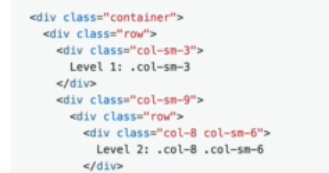 <div class="container">
<div class="row">
<div class="col-sm-3">
Level 1: .col-sm-3
</div>
<div class="col-sm-9">
<div class="row">
<div class="col-8 col-sm-6">
Level 2: .col-8 .col-sm-6
</div>